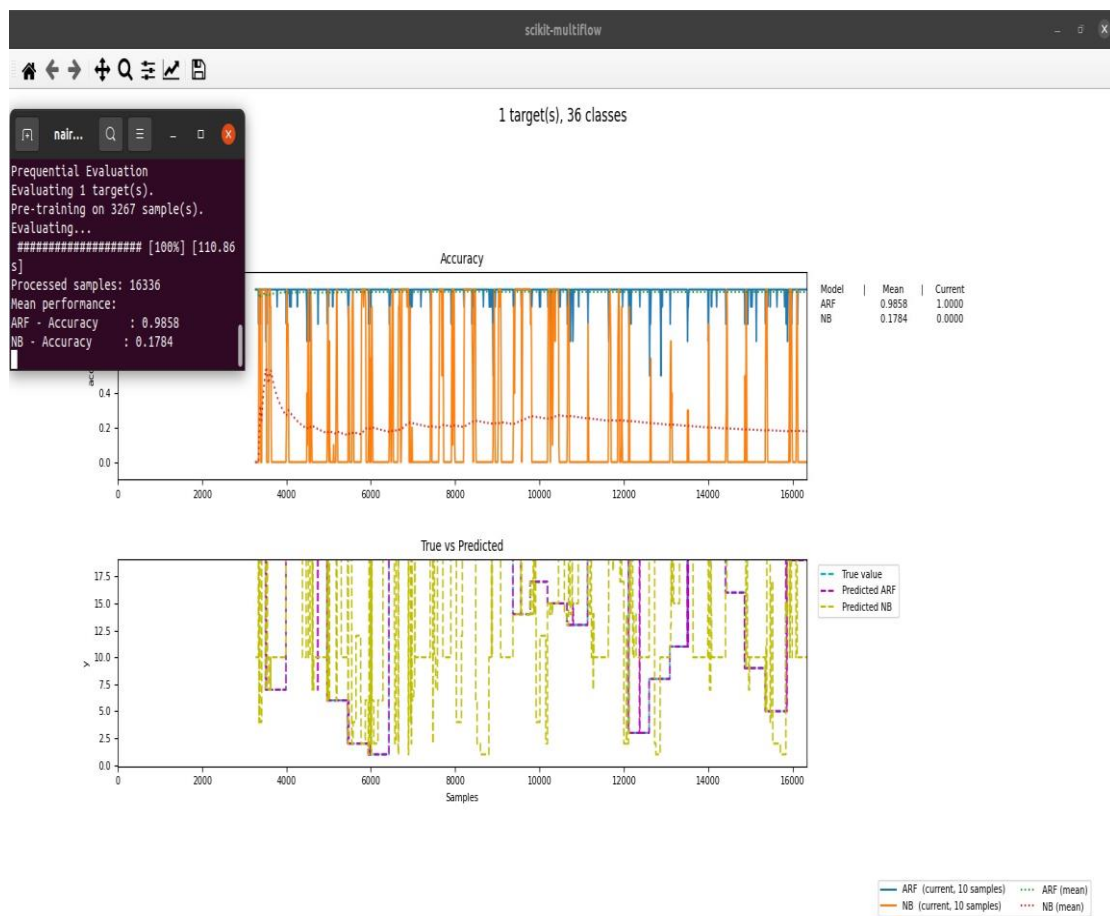 scikit-multiflow
1 target(s), 36 classes
nair...
Prequential Evaluation
Evaluating 1 target(s).
Pre-training on 3267 sample(s).
Evaluating...
#################### [100%] [110.86
s]
Processed samples: 16336
Mean performance:
ARF - Accuracy : 0.9858
NB - Accuracy : 0.1784
Accuracy
0.4
0.2
0.0
0 2000 4000 6000 8000 10000 12000 14000 16000
Model | Mean | Current
ARF 0.9858 1.0000
NB 0.1784 0.0000
True vs Predicted
y
17.5
15.0
12.5
10.0
7.5
5.0
2.5
0.0
0 2000 4000 6000 8000 10000 12000 14000 16000
Samples
True value
Predicted ARF
Predicted NB
ARF (current, 10 samples) ARF (mean)
NB (current, 10 samples) NB (mean)